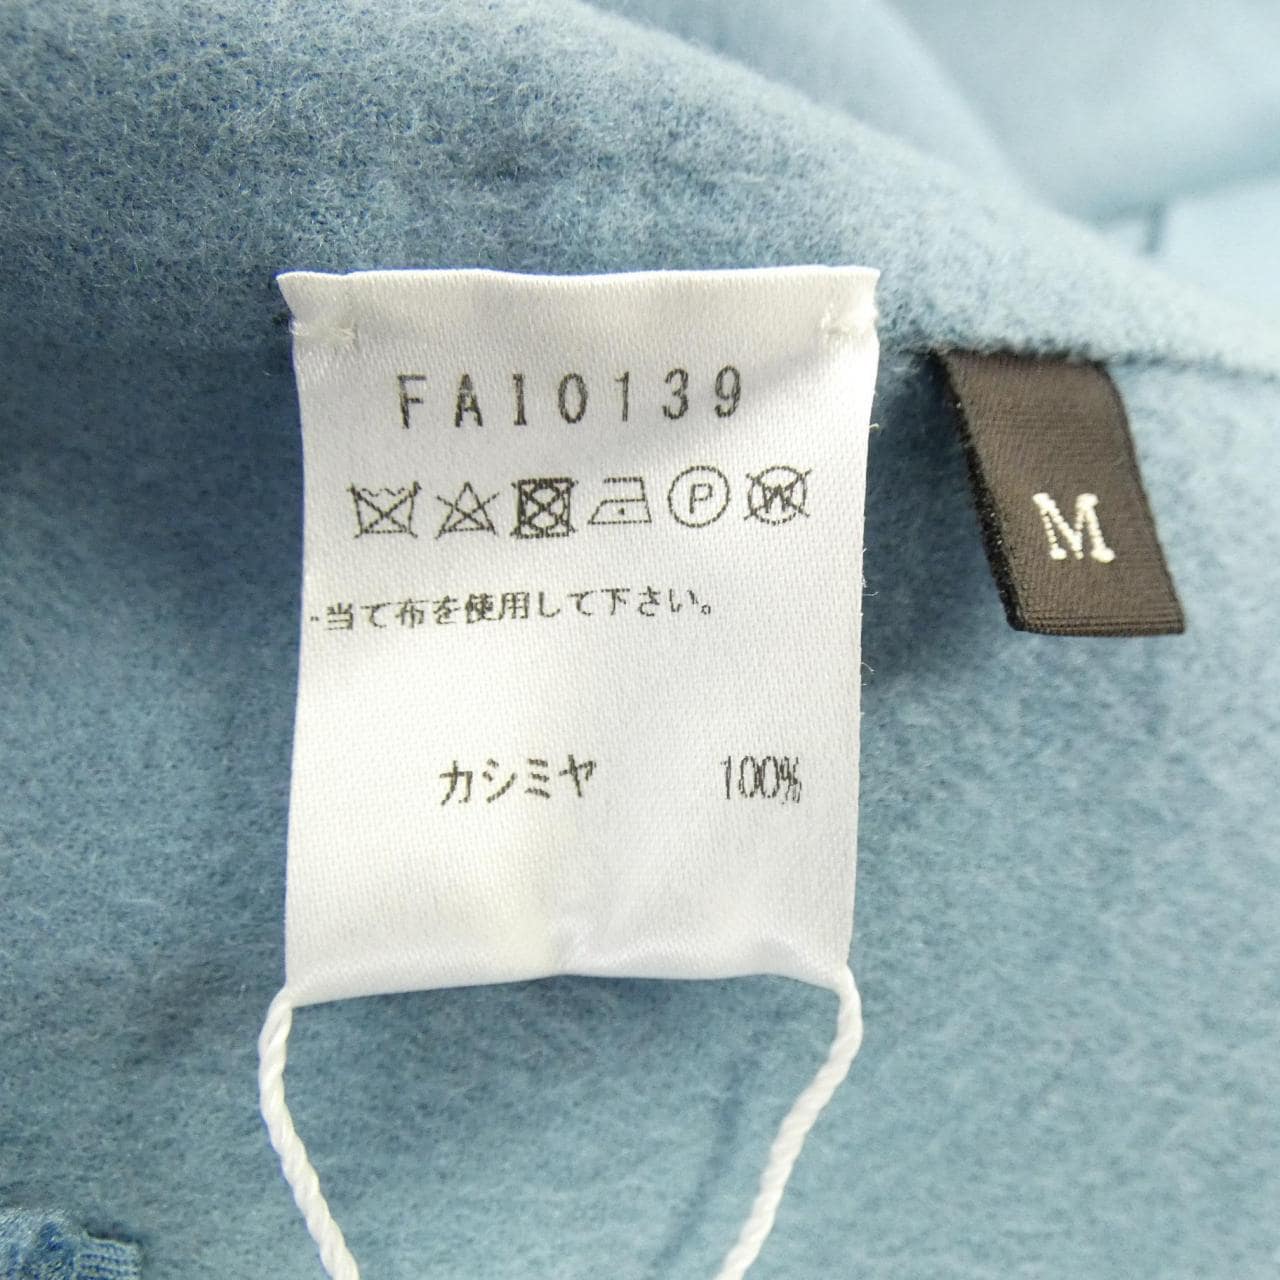 FA10139
P W
-当て布を使用して下さい。
カシミヤ 100%
M